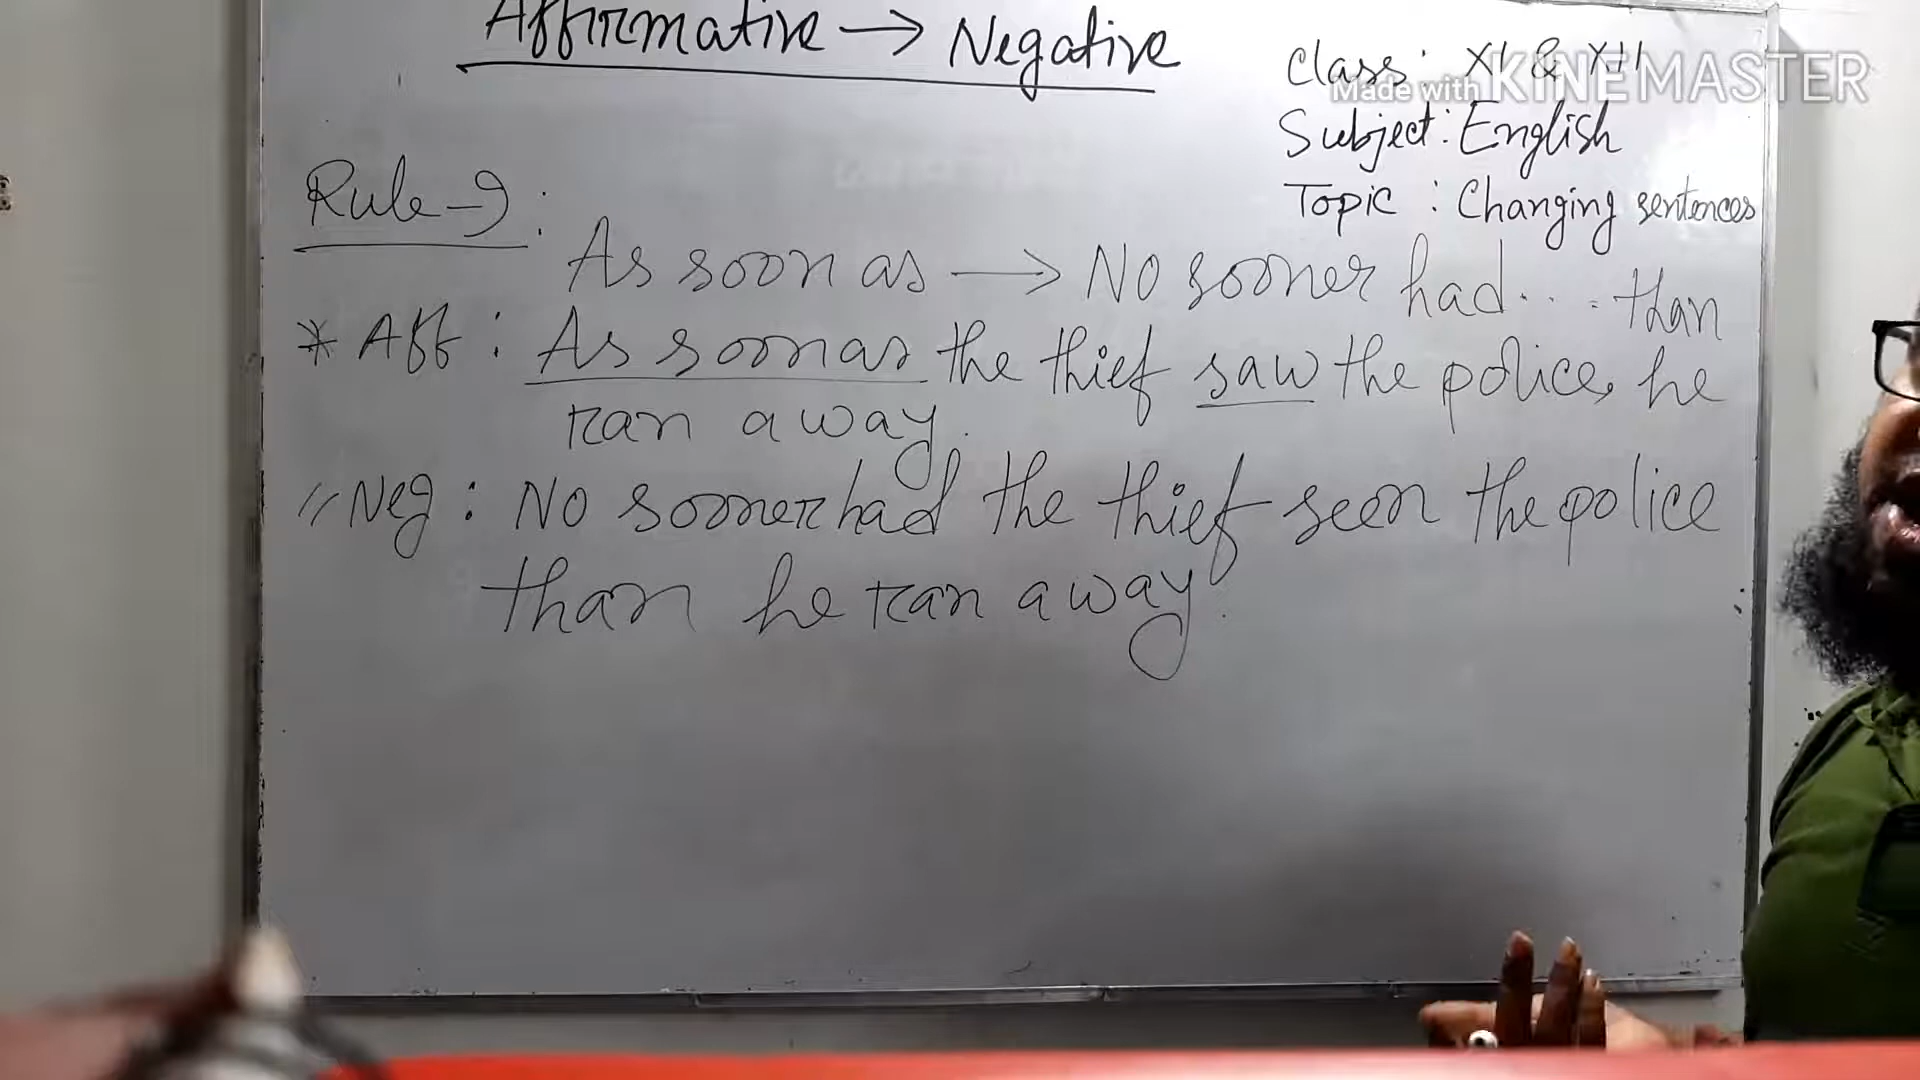 Affirmative → Negative
Class: XI & XII
Made with KINEMASTER
Subject: English
Topic : Changing sentences
Rule-9:
As soon as → No sooner had... than
* Aff : As soon as the thief saw the police, he
ran away.
// Neg : No sooner had the thief seen the police
than he ran away.